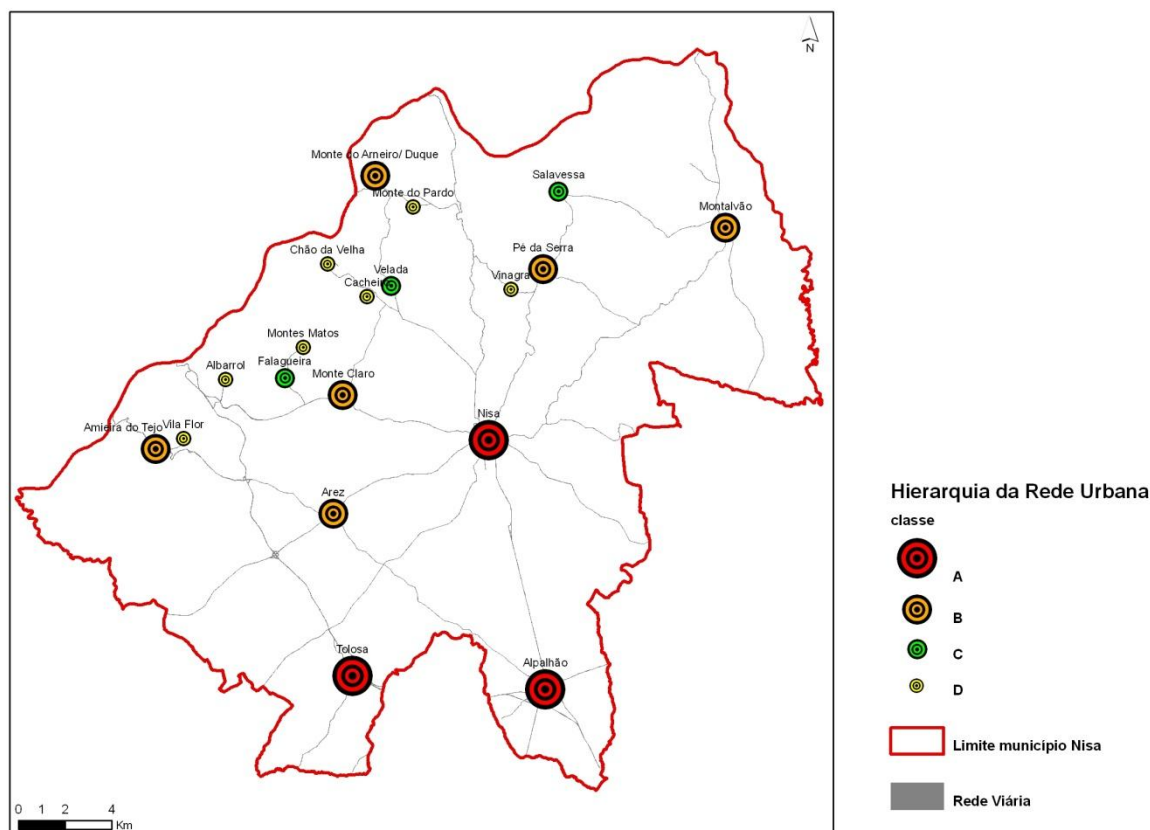 N
Monte do Arneiro/ Duque
Monte do Pardo
Salavessa
Montalvão
Pé da Serra
Chão da Velha
Velada
Vinagra
Cacheiro
Montes Matos
Albarrol
Falagueira
Monte Claro
Nisa
Amieira do Tejo
Vila Flor
Arez
Tolosa
Alpalhão
Hierarquia da Rede Urbana
classe
A
B
C
D
Limite município Nisa
Rede Viária
0 1 2 4
Km